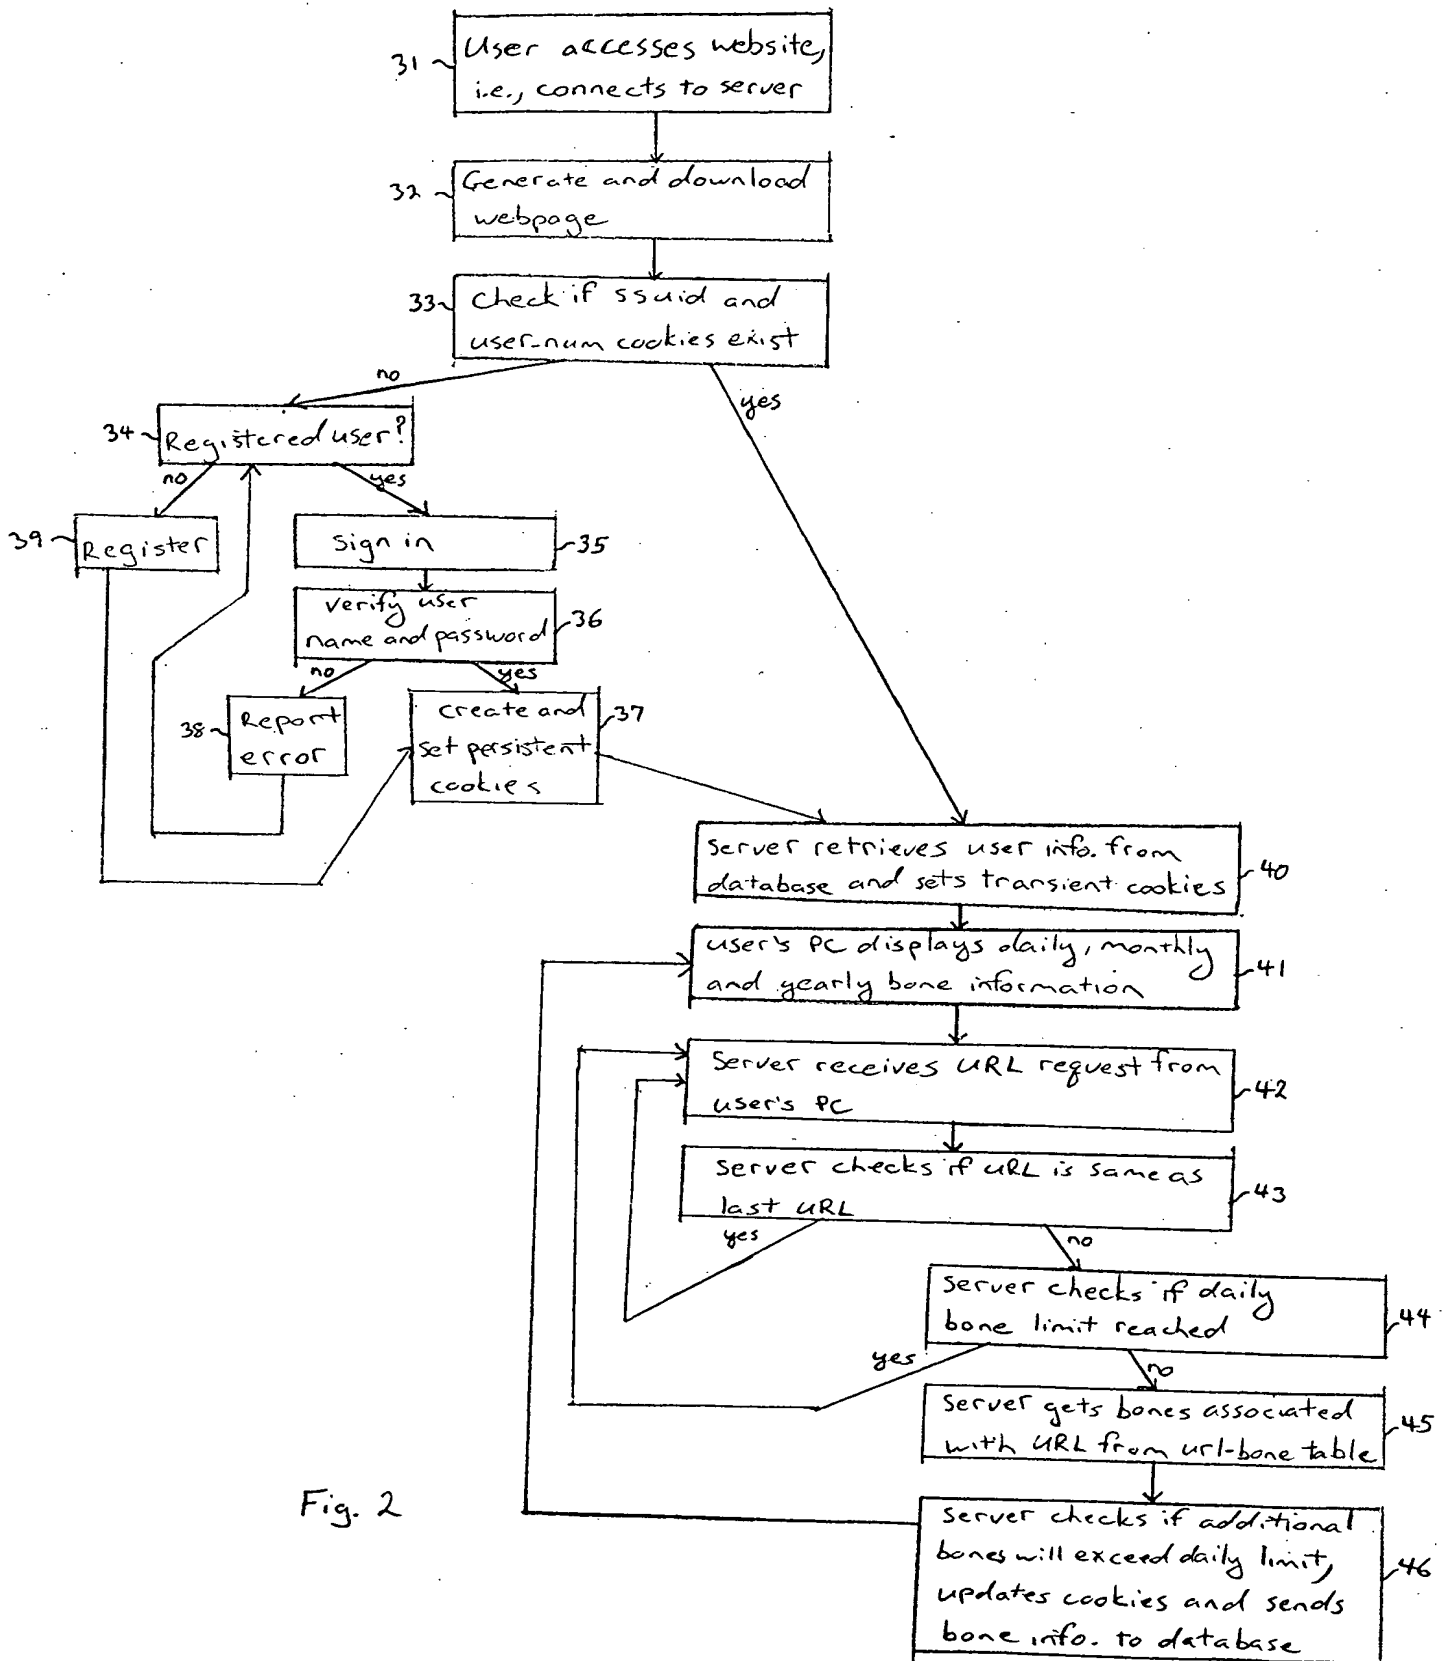 User accesses website,
31
i.e., connects to server
Generate and download
32
webpage
Check if ssuid and
33
user-num cookies exist
no
yes
34
Registered user?
no
yes
39
Register
Sign in
35
verify user
36
name and password
no
yes
38
Report
error
create and
37
set persistent
cookies
Server retrieves user info. from
database and sets transient cookies
40
user's PC displays daily, monthly
and yearly bone information
41
Server receives URL request from
user's PC
42
Server checks if URL is same as
last URL
43
yes
no
Server checks if daily
bone limit reached
44
yes
no
Server gets bones associated
with URL from url-bone table
45
Fig. 2
Server checks if additional
bones will exceed daily limit,
updates cookies and sends
bone info. to database
46